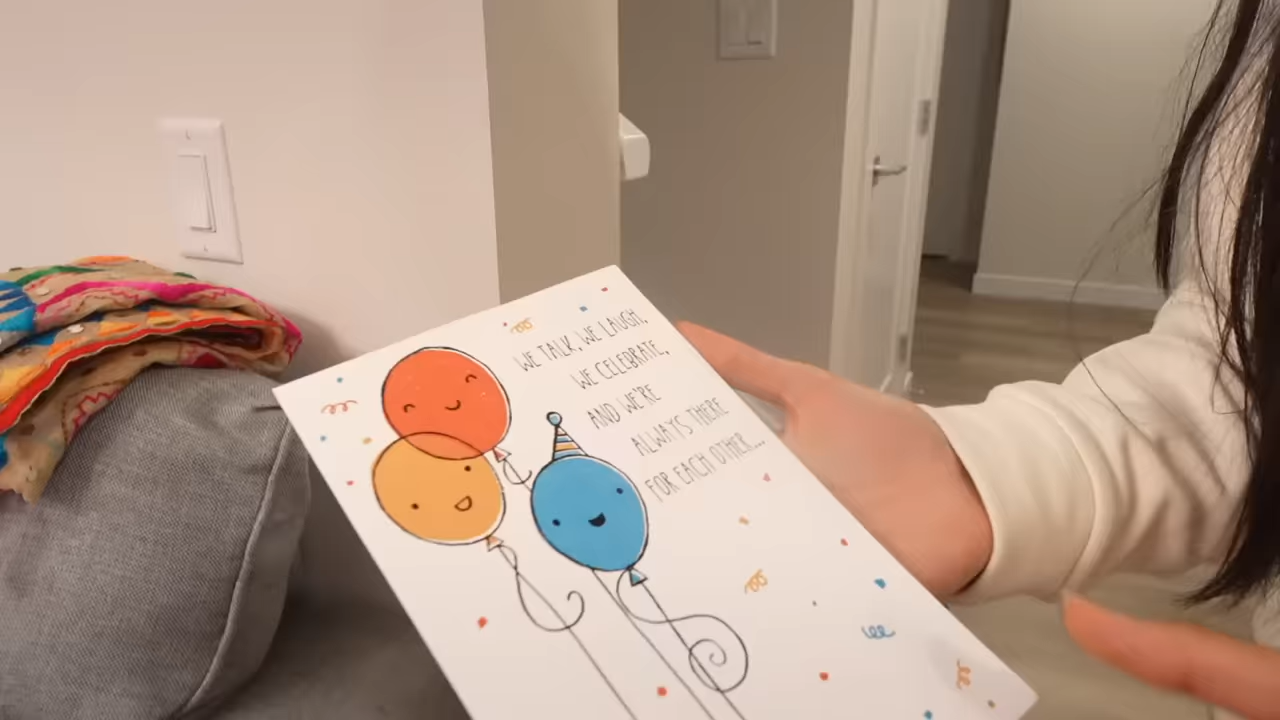 WE TALK, WE LAUGH,
WE CELEBRATE,
AND WE'RE
ALWAYS THERE
FOR EACH OTHER...